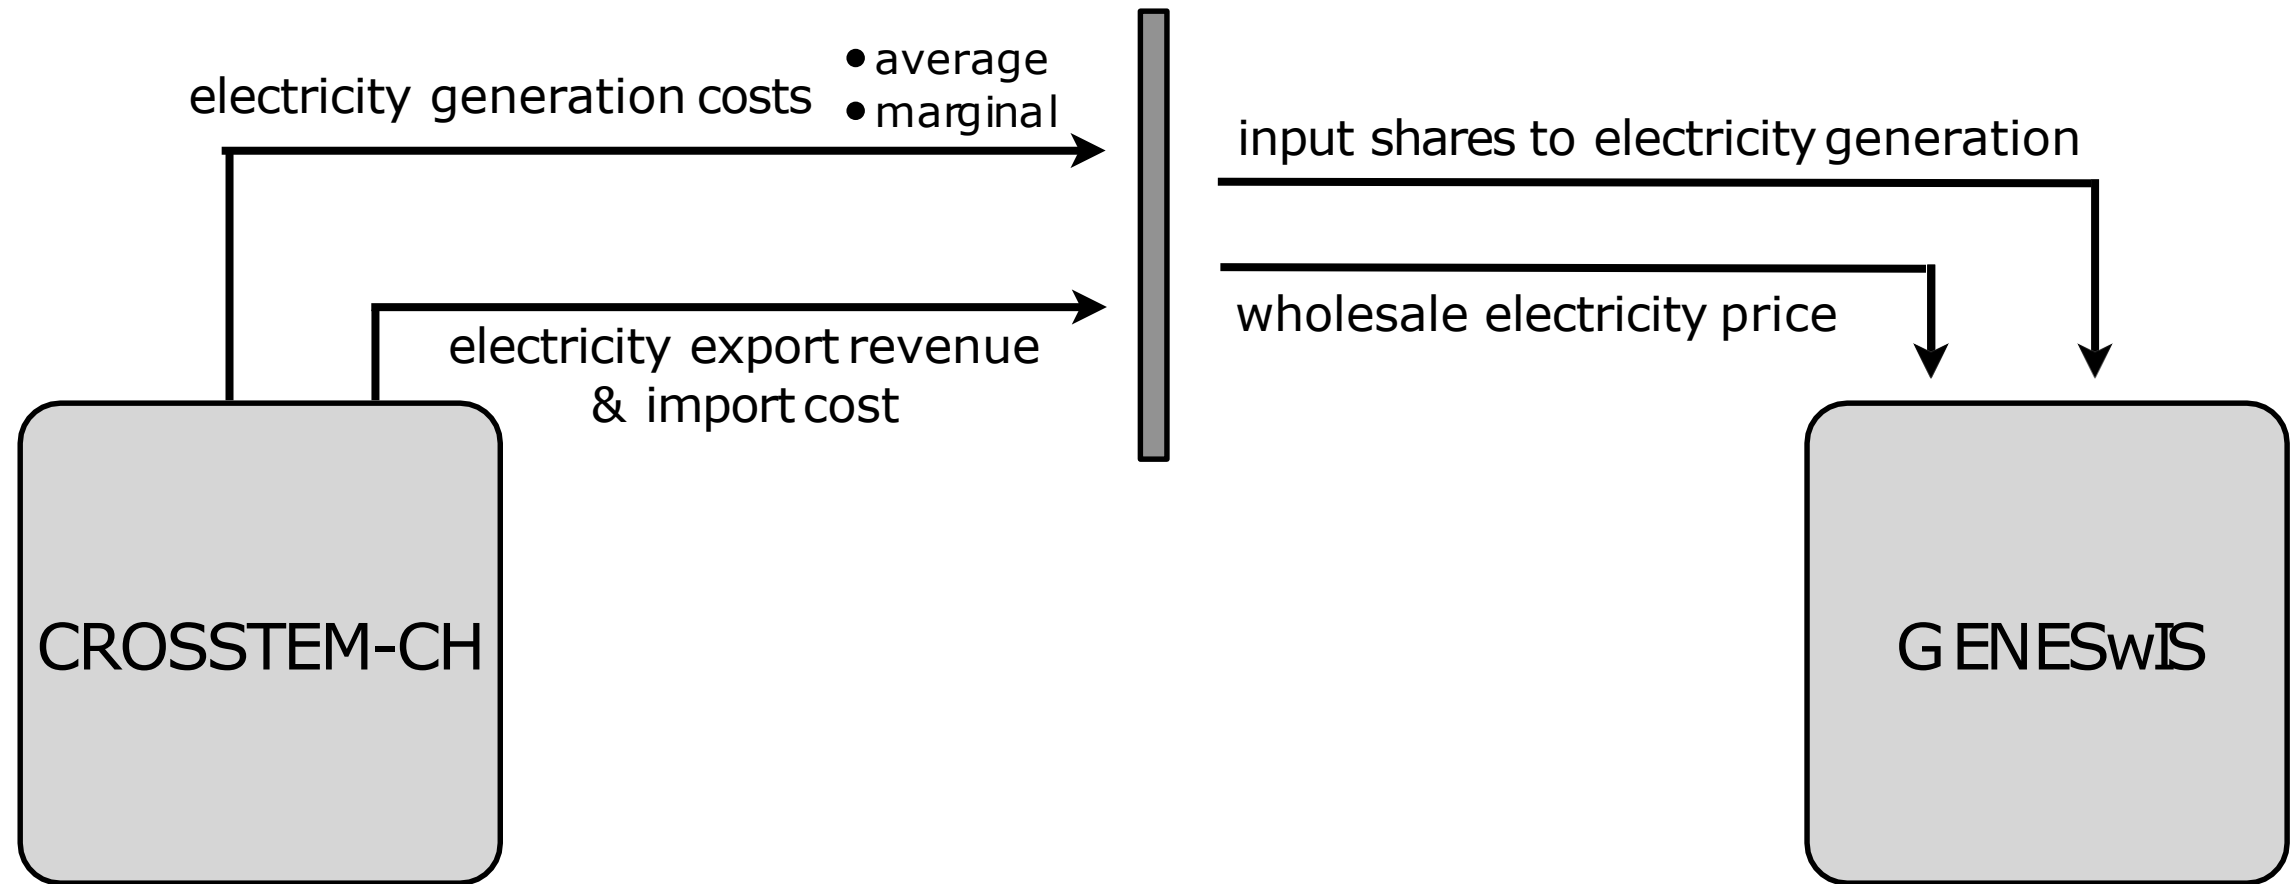 electricity generation costs
• average
• marginal
input shares to electricity generation
electricity export revenue
& import cost
wholesale electricity price
CROSSTEM-CH
GENESwIS